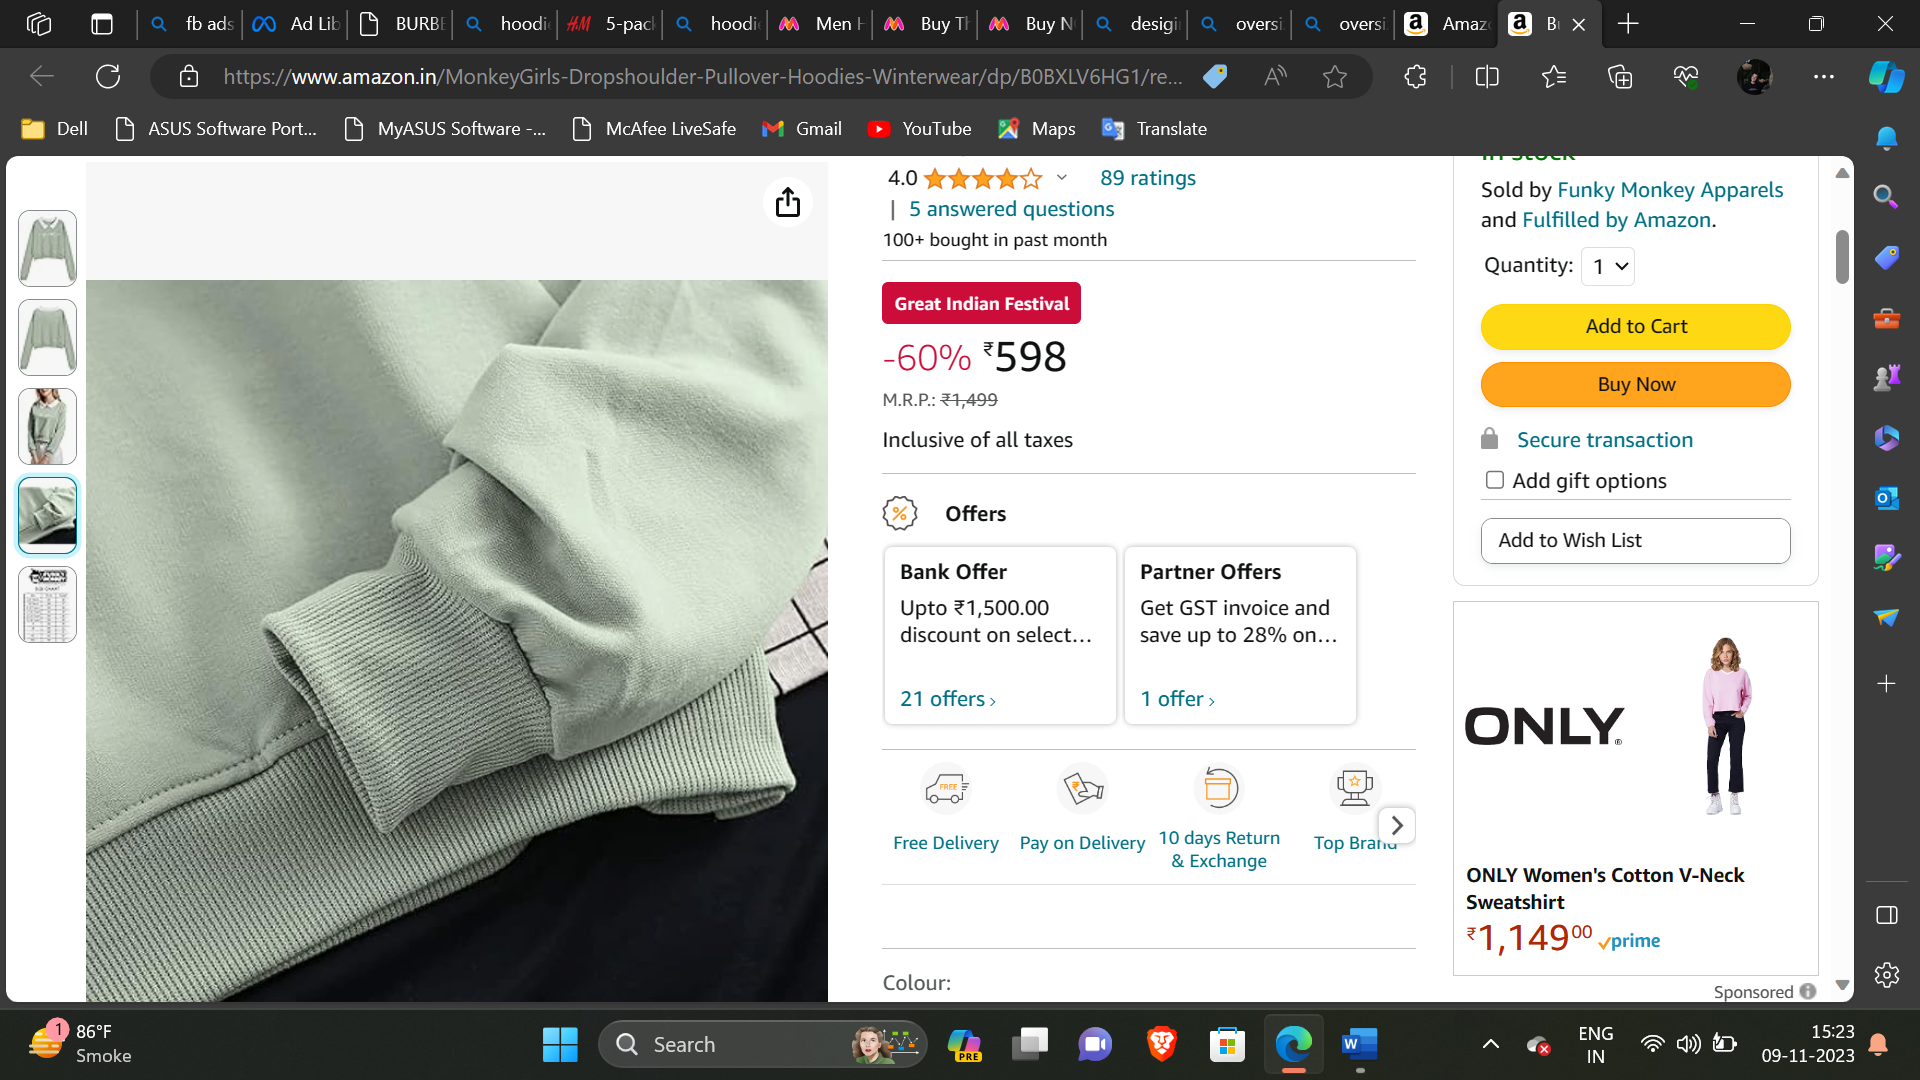 fb ads
Ad Lib
BURBE
hoodi
H&M
5-pack
hoodi
Men H
Buy T
Buy N
desig
oversi
oversi
Amaz
https://www.amazon.in/MonkeyGirls-Dropshoulder-Pullover-Hoodies-Winterwear/dp/B0BXLV6HG1/re...
Dell
ASUS Software Port...
MyASUS Software -...
McAfee LiveSafe
Gmail
YouTube
Maps
Translate
4.0
89 ratings
| 5 answered questions
100+ bought in past month
Great Indian Festival
-60% ₹598
M.R.P.: ₹1,499
Inclusive of all taxes
Offers
Bank Offer
Upto ₹1,500.00
discount on select...
21 offers ›
Partner Offers
Get GST invoice and
save up to 28% on...
1 offer ›
FREE
Free Delivery
Pay on Delivery
10 days Return
& Exchange
Top Brand
Colour:
In stock
Sold by Funky Monkey Apparels
and Fulfilled by Amazon.
Quantity: 1
Add to Cart
Buy Now
Secure transaction
Add gift options
Add to Wish List
ONLY
ONLY Women's Cotton V-Neck
Sweatshirt
₹1,14900 prime
Sponsored
1
86°F
Smoke
Search
PRE
ENG
IN
15:23
09-11-2023